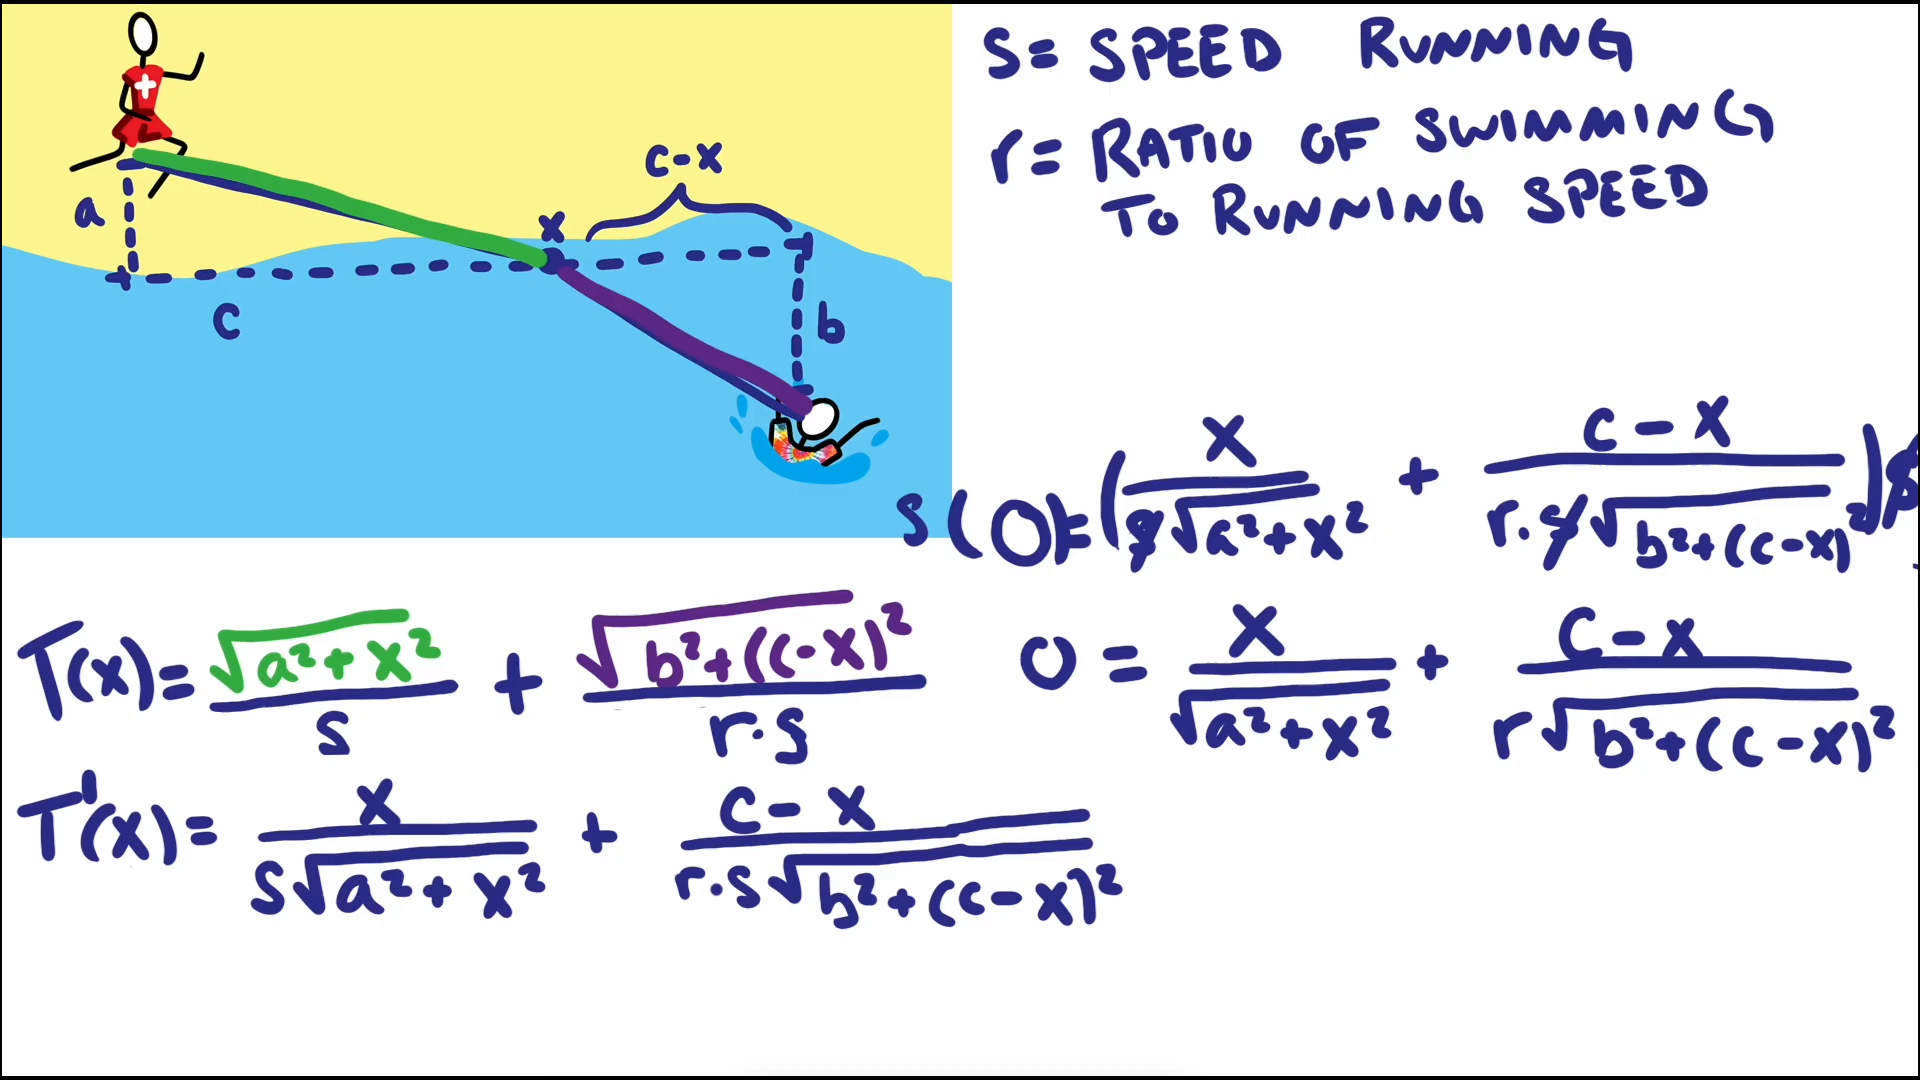 S = SPEED RUNNING
r = RATIO OF SWIMMING
TO RUNNING SPEED
a
c
x
c-x
b
T(x) = √(a²+x²)/s + √(b²+(c-x)²)/(r·s)
T'(x) = x/(s√(a²+x²)) + (c-x)/(r·s√(b²+(c-x)²))
s(0) = (x/(s√(a²+x²)) + (c-x)/(r·s√(b²+(c-x)²)))s
0 = x/√(a²+x²) + (c-x)/(r√(b²+(c-x)²))